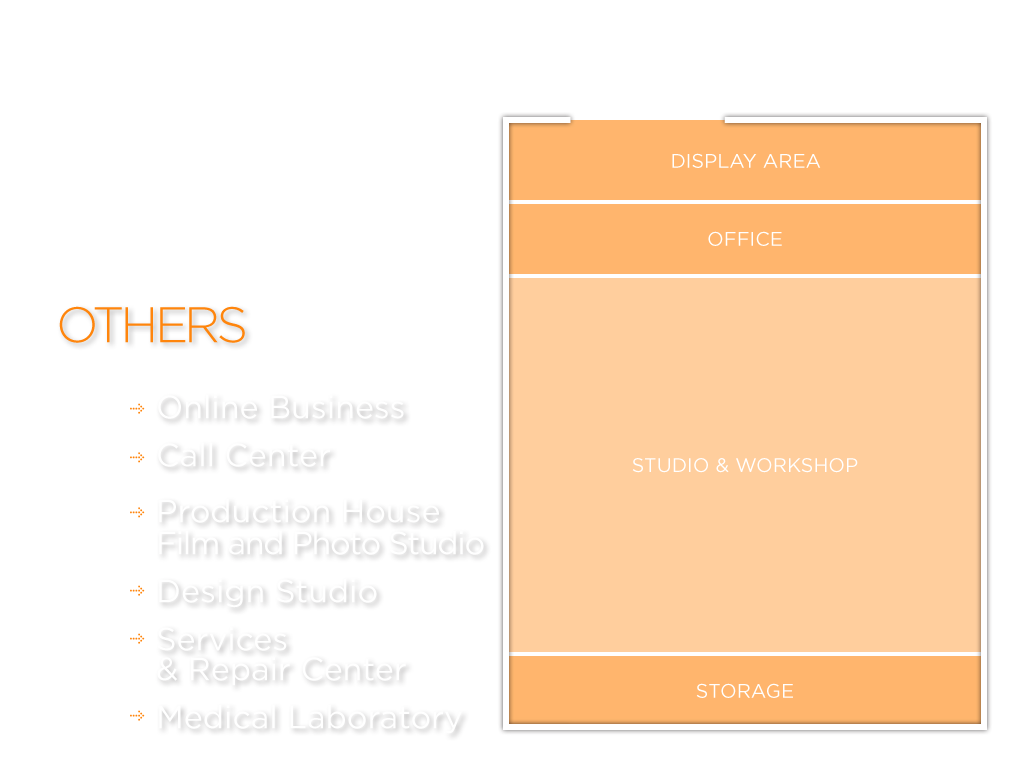 OTHERS
Online Business
Call Center
Production House
Film and Photo Studio
Design Studio
Services
& Repair Center
Medical Laboratory
DISPLAY AREA
OFFICE
STUDIO & WORKSHOP
STORAGE